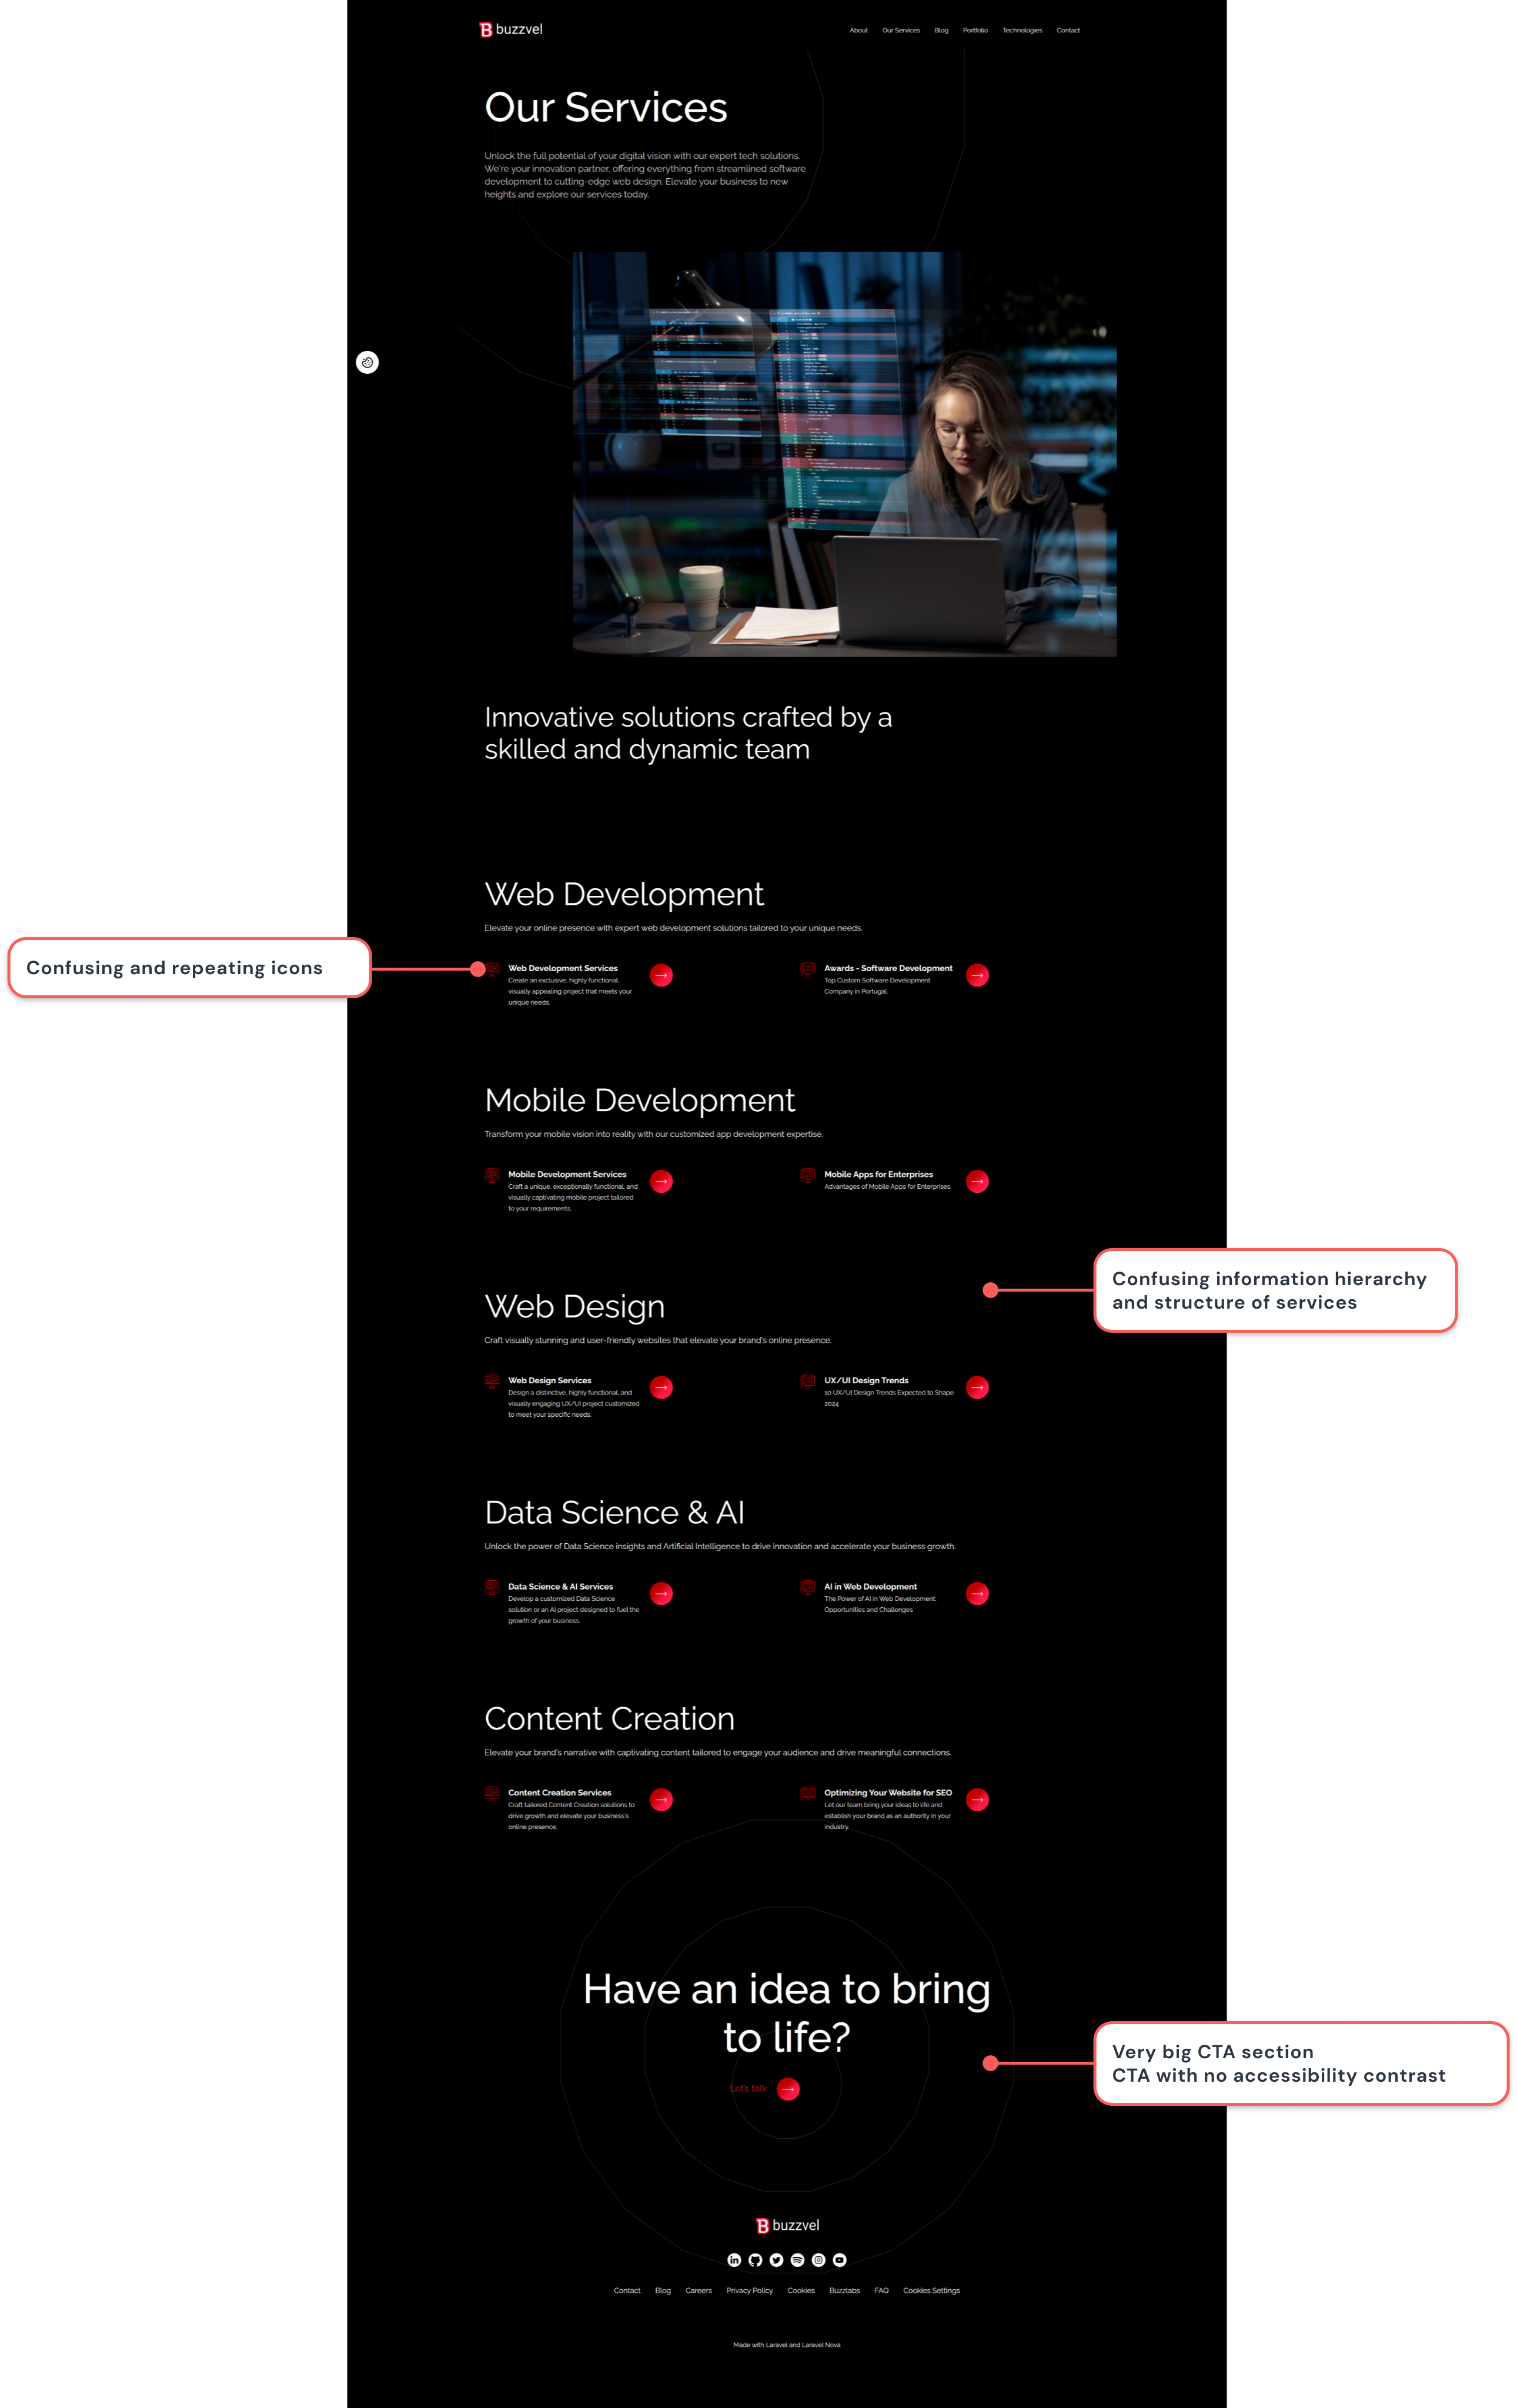 buzzvel
About Our Services Blog Portfolio Technologies Contact
Our Services
Unlock the full potential of your digital vision with our expert tech solutions.
We're your innovation partner, offering everything from streamlined software
development to cutting-edge web design. Elevate your business to new
heights and explore our services today.
Innovative solutions crafted by a
skilled and dynamic team
Web Development
Elevate your online presence with expert web development solutions tailored to your unique needs.
Confusing and repeating icons
Web Development Services
Create an exclusive, highly functional,
visually appealing project that meets your
unique needs.
Awards - Software Development
Top Custom Software Development
Company in Portugal.
Mobile Development
Transform your mobile vision into reality with our customized app development expertise.
Mobile Development Services
Craft a unique, exceptionally functional, and
visually captivating mobile project tailored
to your requirements.
Mobile Apps for Enterprises
Advantages of Mobile Apps for Enterprises
Confusing information hierarchy
and structure of services
Web Design
Craft visually stunning and user-friendly websites that elevate your brand's online presence.
Web Design Services
Design a distinctive, highly functional, and
visually engaging UX/UI project customized
to meet your specific needs.
UX/UI Design Trends
10 UX/UI Design Trends Expected to Shape
2024
Data Science & AI
Unlock the power of Data Science insights and Artificial Intelligence to drive innovation and accelerate your business growth.
Data Science & AI Services
Develop a customized Data Science
solution or an AI project designed to fuel the
growth of your business.
AI in Web Development
The Power of AI in Web Development:
Opportunities and Challenges
Content Creation
Elevate your brand's narrative with captivating content tailored to engage your audience and drive meaningful connections.
Content Creation Services
Craft tailored Content Creation solutions to
drive growth and elevate your business's
online presence.
Optimizing Your Website for SEO
Let our team bring your ideas to life and
establish your brand as an authority in your
industry.
Have an idea to bring
to life?
Let's talk
Very big CTA section
CTA with no accessibility contrast
buzzvel
Contact Blog Careers Privacy Policy Cookies Buzzlabs FAQ Cookies Settings
Made with Laravel and Laravel Nova